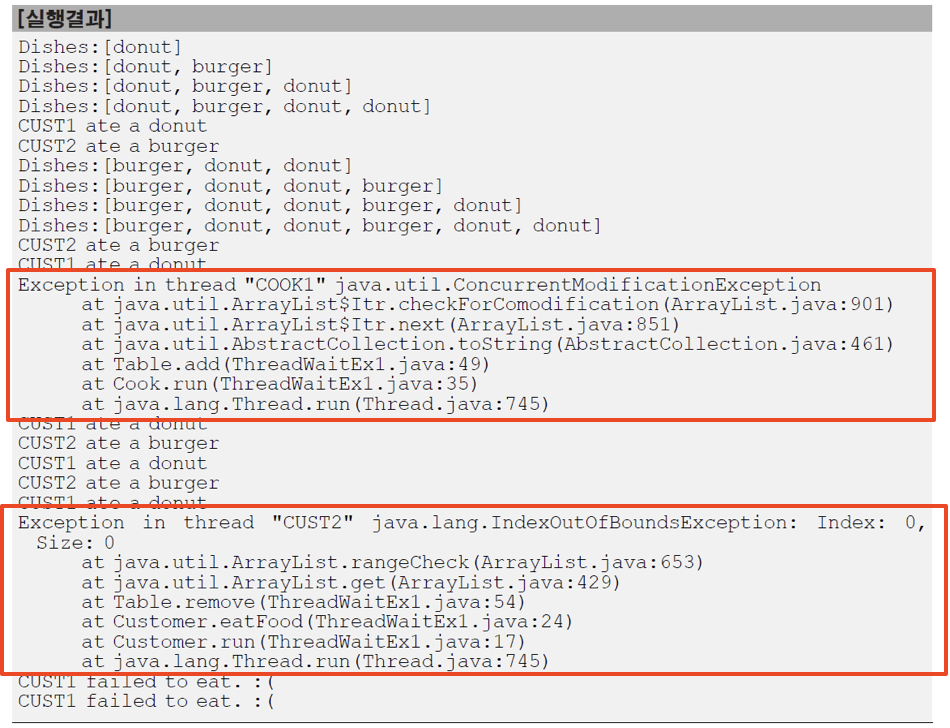 [실행결과]
Dishes:[donut]
Dishes:[donut, burger]
Dishes:[donut, burger, donut]
Dishes:[donut, burger, donut, donut]
CUST1 ate a donut
CUST2 ate a burger
Dishes:[burger, donut, donut]
Dishes:[burger, donut, donut, burger]
Dishes:[burger, donut, donut, burger, donut]
Dishes:[burger, donut, donut, burger, donut, donut]
CUST2 ate a burger
CUST1 ate a donut
Exception in thread "COOK1" java.util.ConcurrentModificationException
at java.util.ArrayList$Itr.checkForComodification(ArrayList.java:901)
at java.util.ArrayList$Itr.next(ArrayList.java:851)
at java.util.AbstractCollection.toString(AbstractCollection.java:461)
at Table.add(ThreadWaitEx1.java:49)
at Cook.run(ThreadWaitEx1.java:35)
at java.lang.Thread.run(Thread.java:745)
CUST1 ate a donut
CUST2 ate a burger
CUST1 ate a donut
CUST2 ate a burger
CUST1 ate a donut
Exception in thread "CUST2" java.lang.IndexOutOfBoundsException: Index: 0,
Size: 0
at java.util.ArrayList.rangeCheck(ArrayList.java:653)
at java.util.ArrayList.get(ArrayList.java:429)
at Table.remove(ThreadWaitEx1.java:54)
at Customer.eatFood(ThreadWaitEx1.java:24)
at Customer.run(ThreadWaitEx1.java:17)
at java.lang.Thread.run(Thread.java:745)
CUST1 failed to eat. :(
CUST1 failed to eat. :(